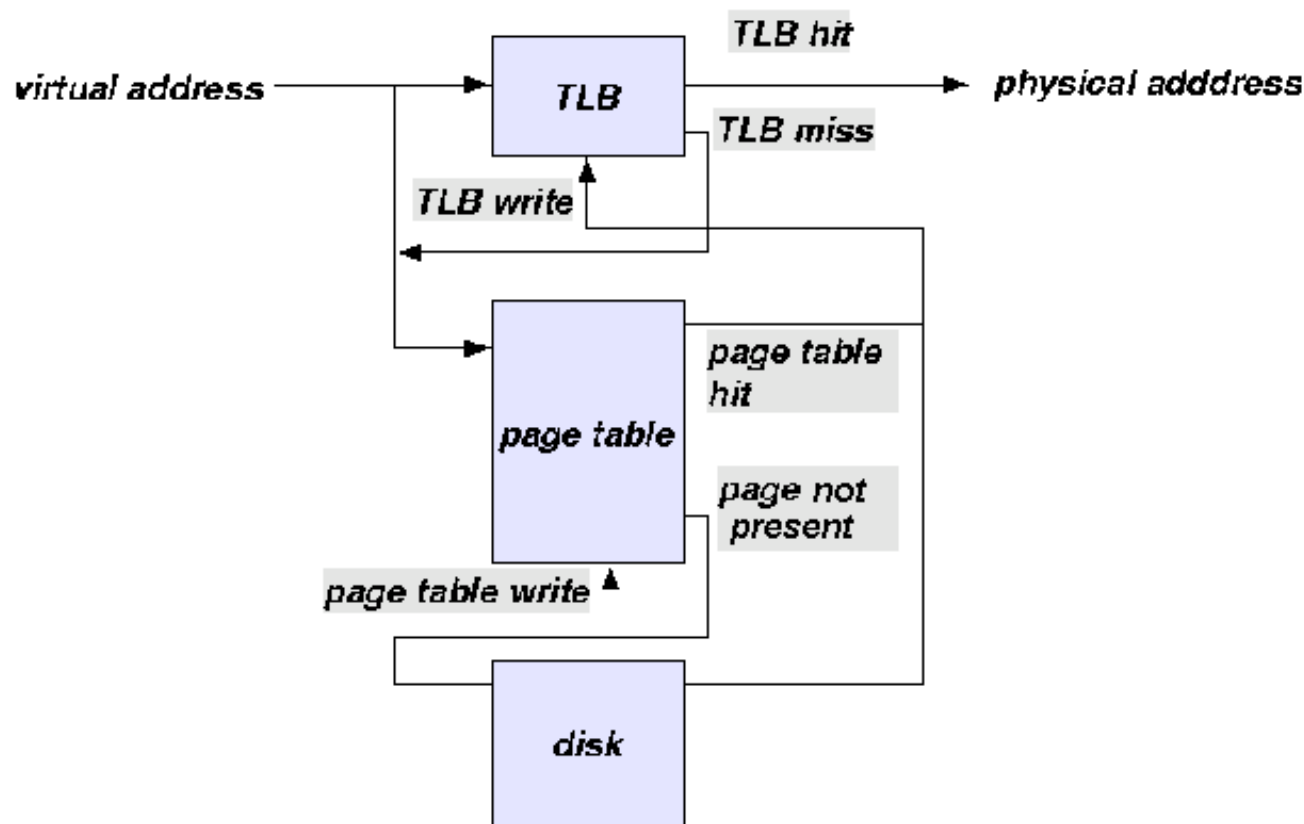 TLB hit
virtual address
TLB
physical adddress
TLB miss
TLB write
page table
hit
page table
page not
present
page table write
disk